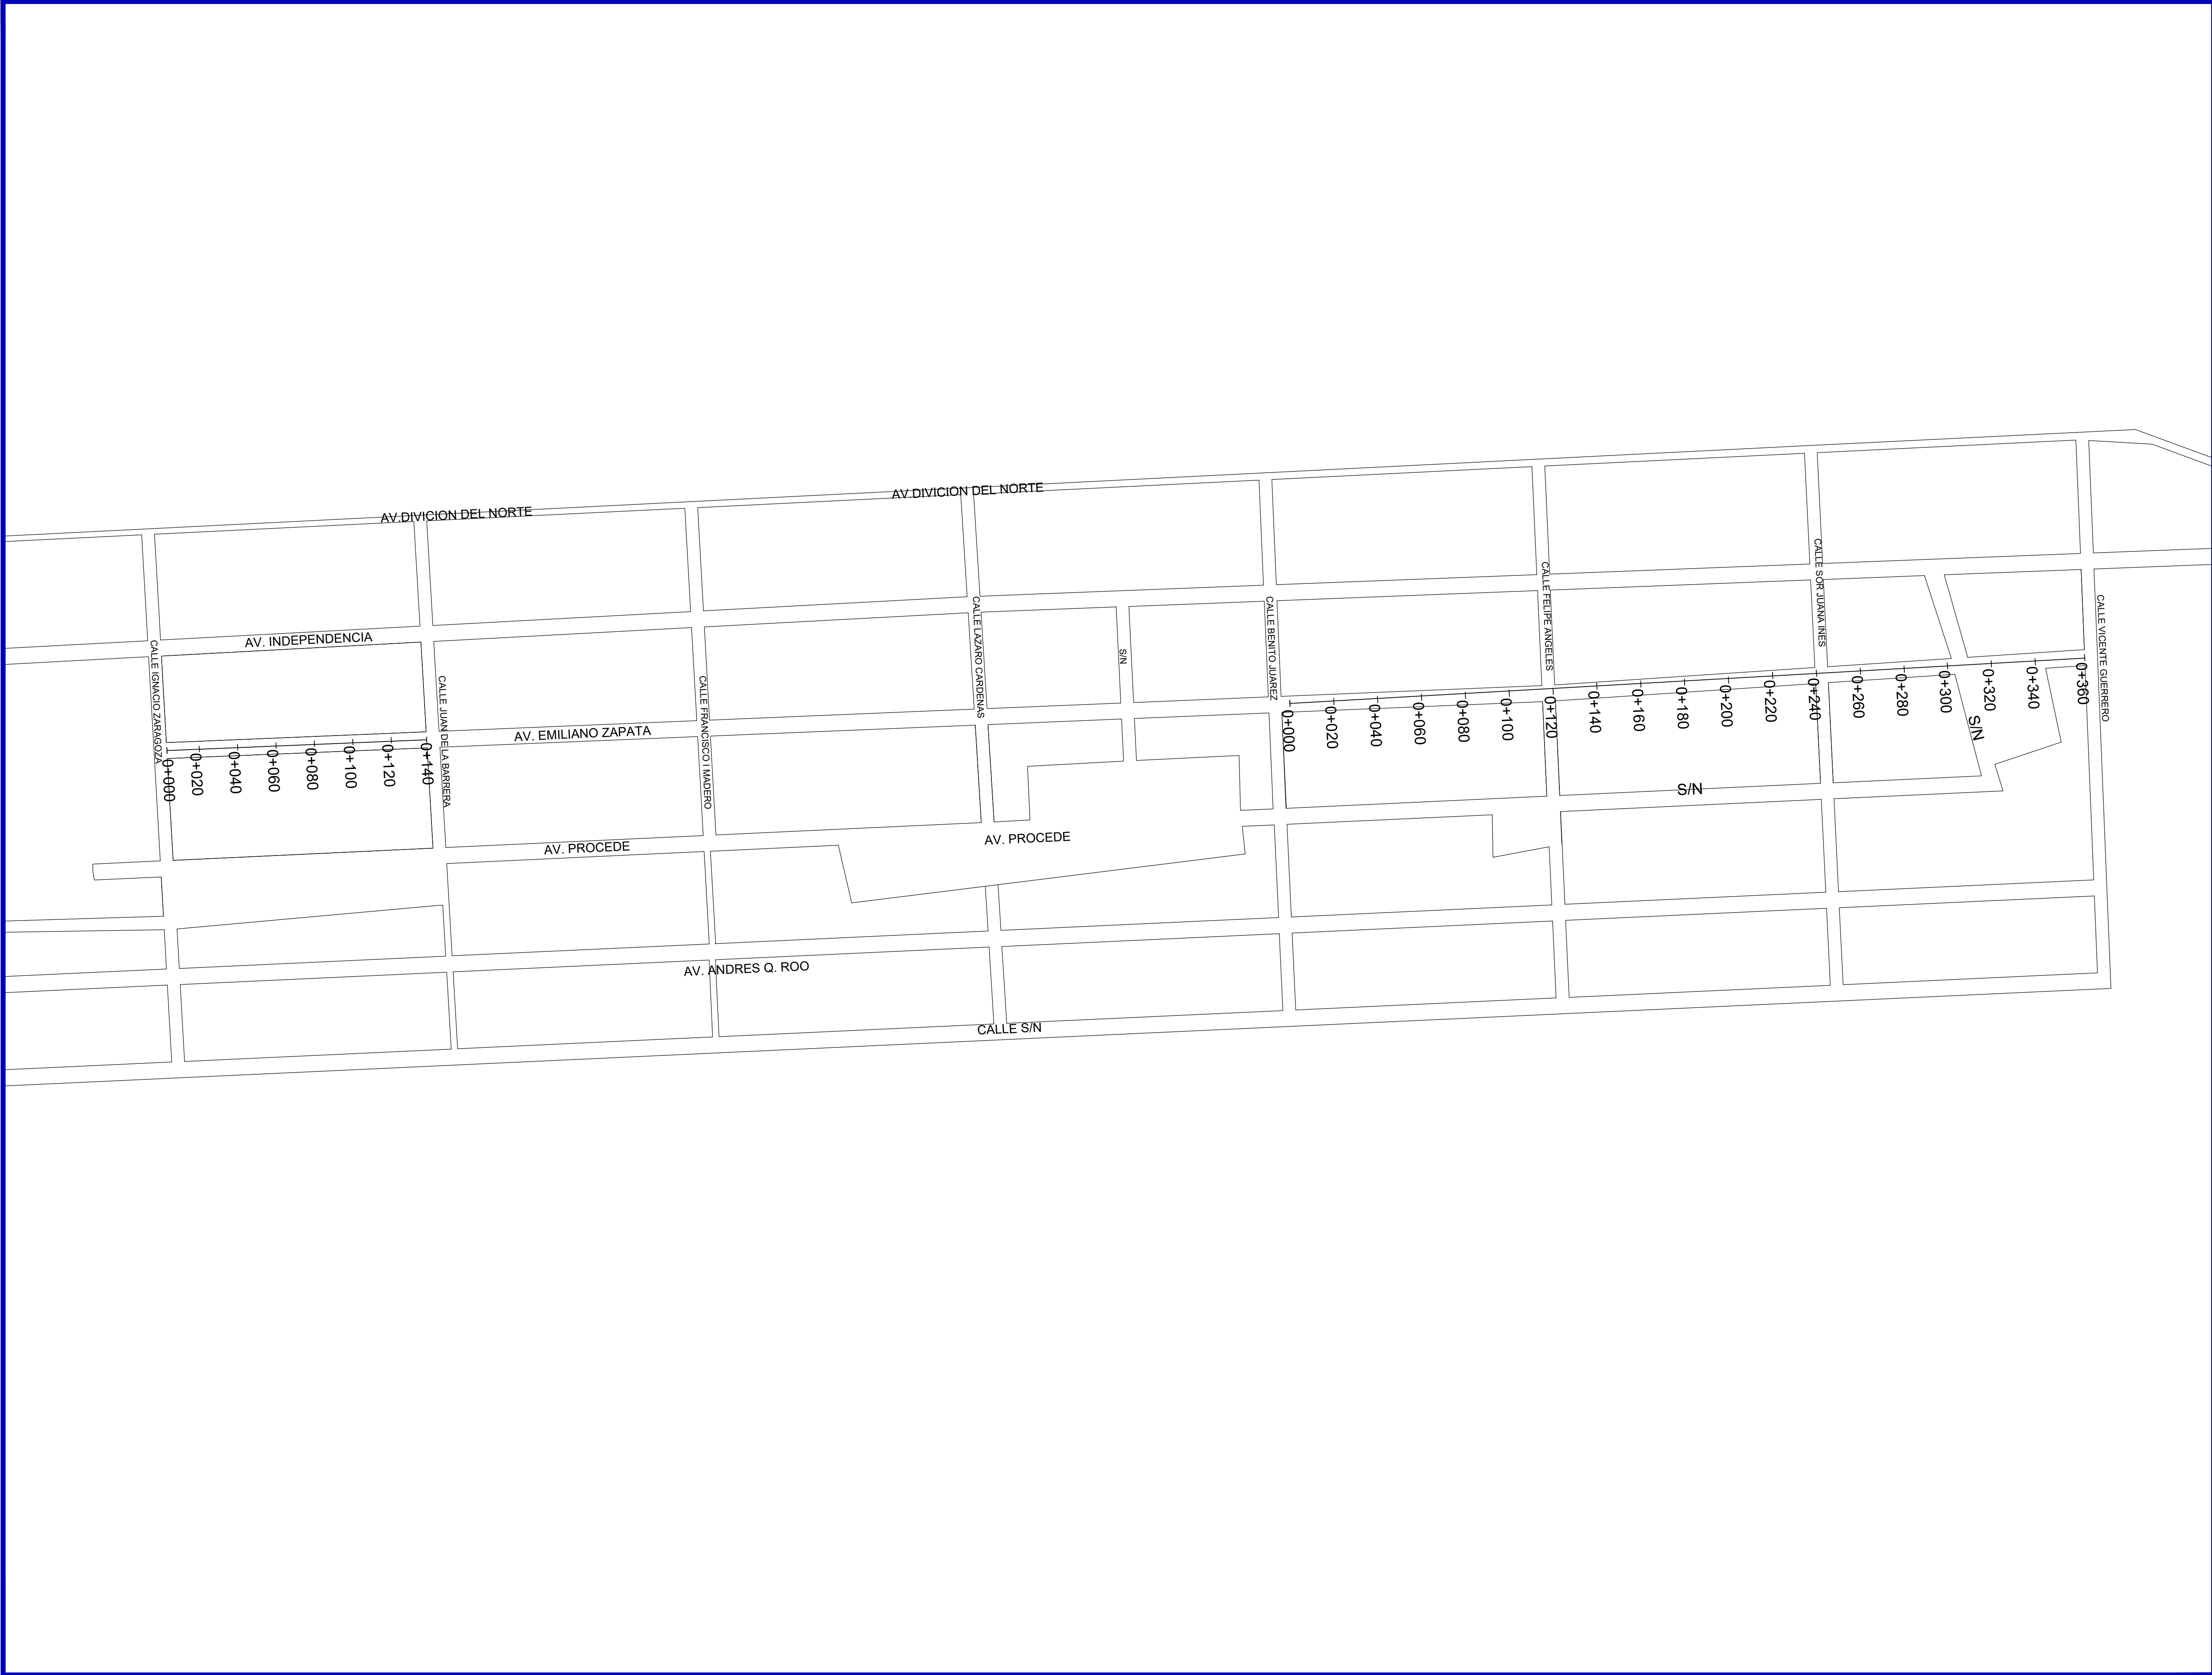 AV.DIVICION DEL NORTE
AV.DIVICION DEL NORTE
AV. INDEPENDENCIA
CALLE IGNACIO ZARAGOZA
CALLE JUAN DE LA BARRERA
CALLE FRANCISCO I MADERO
CALLE LAZARO CARDENAS
S/N
CALLE BENITO JUAREZ
CALLE FELIPE ANGELES
CALLE SOR JUANA INES
CALLE VICENTE GUERRERO
AV. EMILIANO ZAPATA
0+000
0+020
0+040
0+060
0+080
0+100
0+120
0+140
0+000
0+020
0+040
0+060
0+080
0+100
0+120
0+140
0+160
0+180
0+200
0+220
0+240
0+260
0+280
0+300
0+320
0+340
0+360
S/N
S/N
AV. PROCEDE
AV. PROCEDE
AV. ANDRES Q. ROO
CALLE S/N